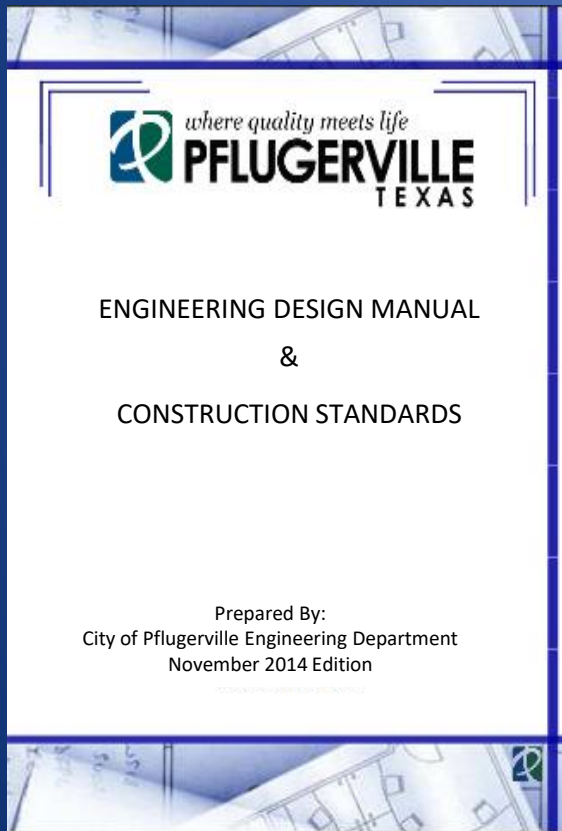 where quality meets life
PFLUGERVILLE
TEXAS
ENGINEERING DESIGN MANUAL
&
CONSTRUCTION STANDARDS
Prepared By:
City of Pflugerville Engineering Department
November 2014 Edition